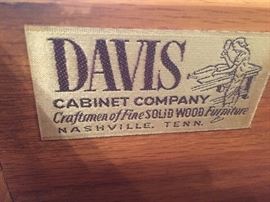 DAVIS
CABINET COMPANY
Craftsmen of Fine SOLID WOOD Furniture
NASHVILLE, TENN.